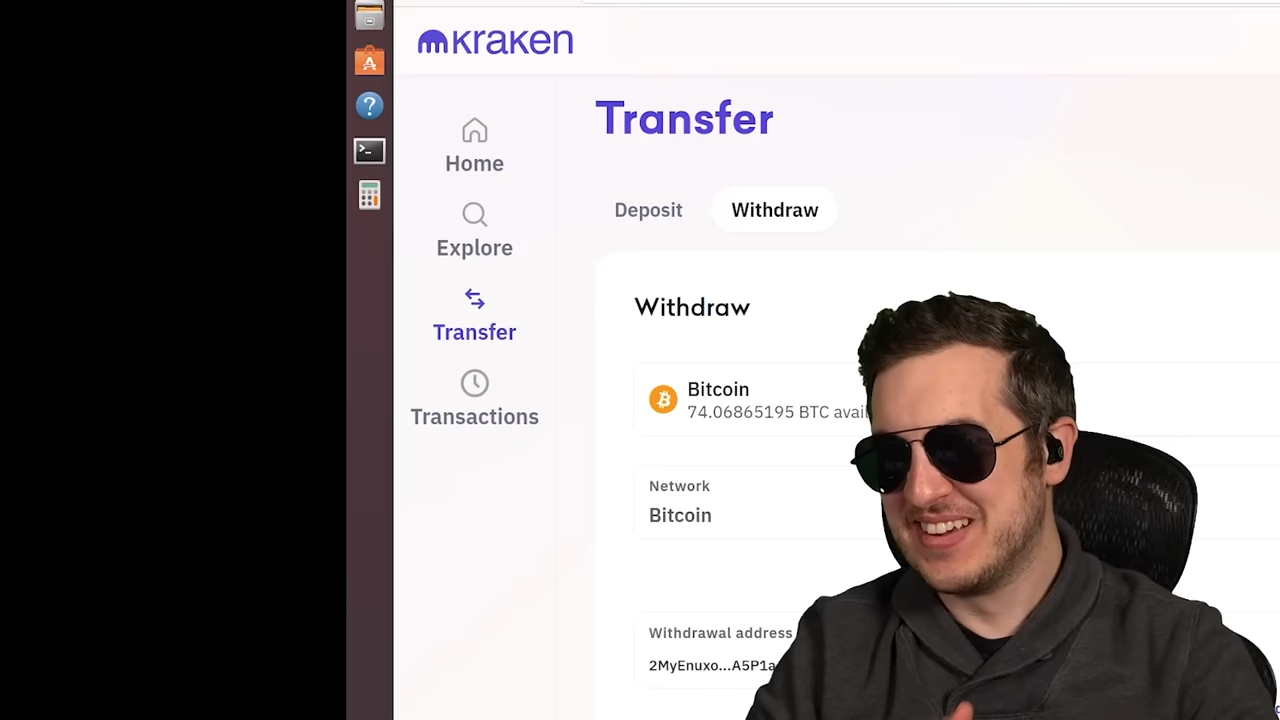 kraken
Transfer
Home
Deposit
Withdraw
Explore
Withdraw
Transfer
Bitcoin
74.06865195 BTC
Transactions
Network
Bitcoin
Withdrawal address
2MyEnuxo...A5P1a